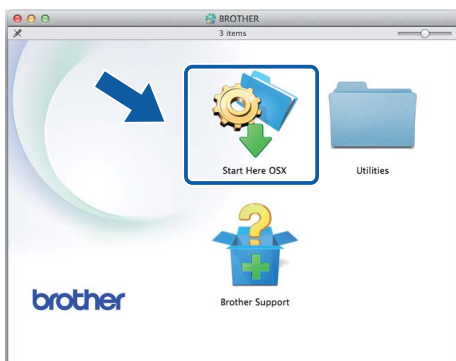 BROTHER
3 items
Start Here OSX
Utilities
Brother Support
brother